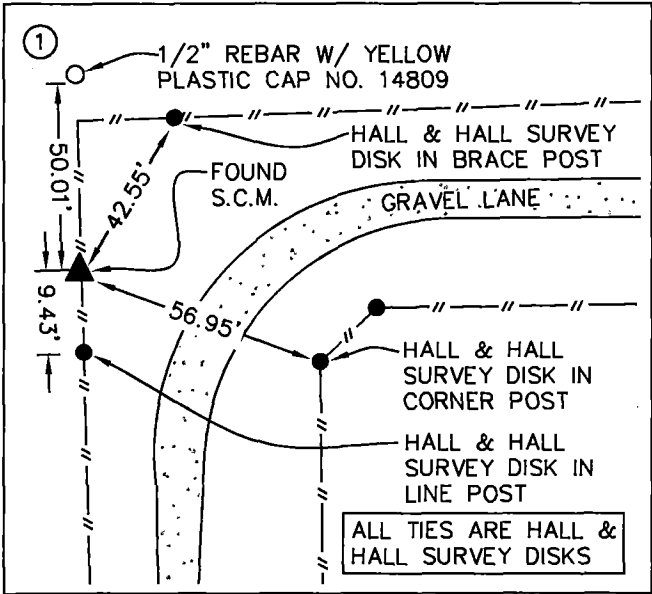 1
1/2" REBAR W/ YELLOW
PLASTIC CAP NO. 14809
HALL & HALL SURVEY
DISK IN BRACE POST
50.01'
42.55'
FOUND
S.C.M.
GRAVEL LANE
9.43'
56.95'
HALL & HALL
SURVEY DISK IN
CORNER POST
HALL & HALL
SURVEY DISK IN
LINE POST
ALL TIES ARE HALL &
HALL SURVEY DISKS